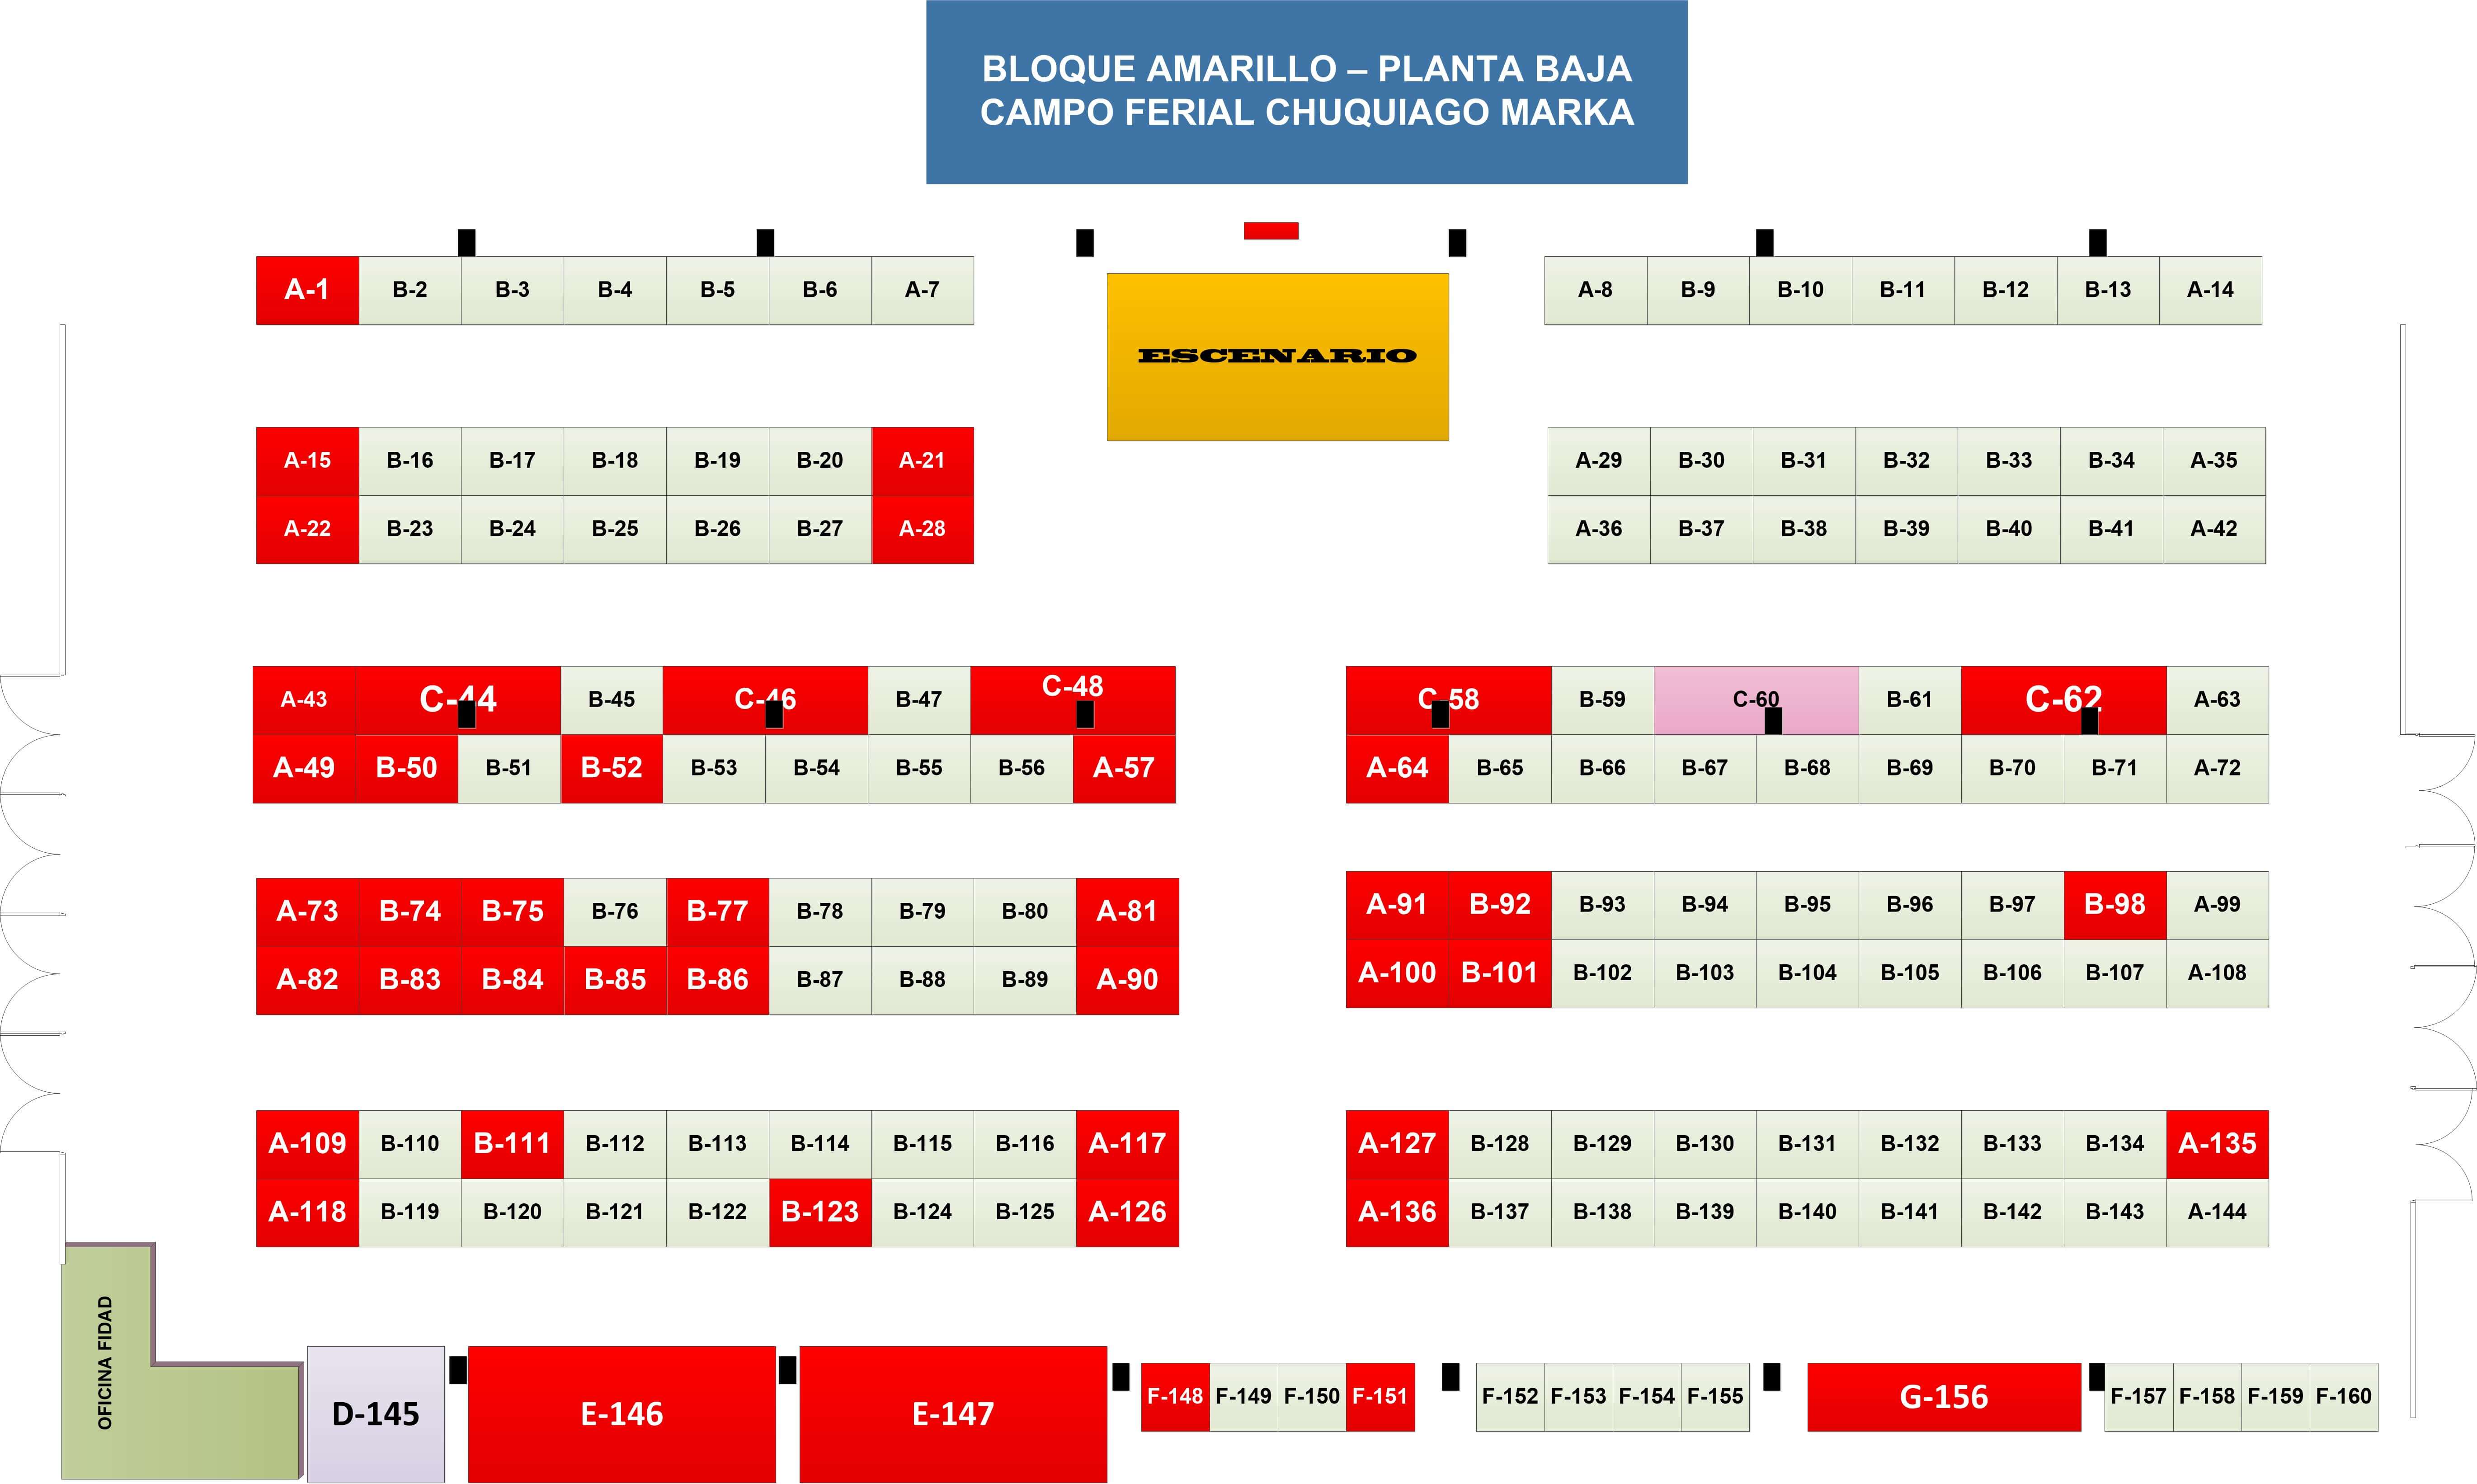 BLOQUE AMARILLO – PLANTA BAJA
CAMPO FERIAL CHUQUIAGO MARKA
A-1 B-2 B-3 B-4 B-5 B-6 A-7
A-8 B-9 B-10 B-11 B-12 B-13 A-14
ESCENARIO
A-15 B-16 B-17 B-18 B-19 B-20 A-21
A-22 B-23 B-24 B-25 B-26 B-27 A-28
A-29 B-30 B-31 B-32 B-33 B-34 A-35
A-36 B-37 B-38 B-39 B-40 B-41 A-42
A-43 C-44 B-45 C-46 B-47 C-48
A-49 B-50 B-51 B-52 B-53 B-54 B-55 B-56 A-57
C-58 B-59 C-60 B-61 C-62 A-63
A-64 B-65 B-66 B-67 B-68 B-69 B-70 B-71 A-72
A-73 B-74 B-75 B-76 B-77 B-78 B-79 B-80 A-81
A-82 B-83 B-84 B-85 B-86 B-87 B-88 B-89 A-90
A-91 B-92 B-93 B-94 B-95 B-96 B-97 B-98 A-99
A-100 B-101 B-102 B-103 B-104 B-105 B-106 B-107 A-108
A-109 B-110 B-111 B-112 B-113 B-114 B-115 B-116 A-117
A-118 B-119 B-120 B-121 B-122 B-123 B-124 B-125 A-126
A-127 B-128 B-129 B-130 B-131 B-132 B-133 B-134 A-135
A-136 B-137 B-138 B-139 B-140 B-141 B-142 B-143 A-144
OFICINA FIDAD
D-145 E-146 E-147
F-148 F-149 F-150 F-151
F-152 F-153 F-154 F-155
G-156
F-157 F-158 F-159 F-160